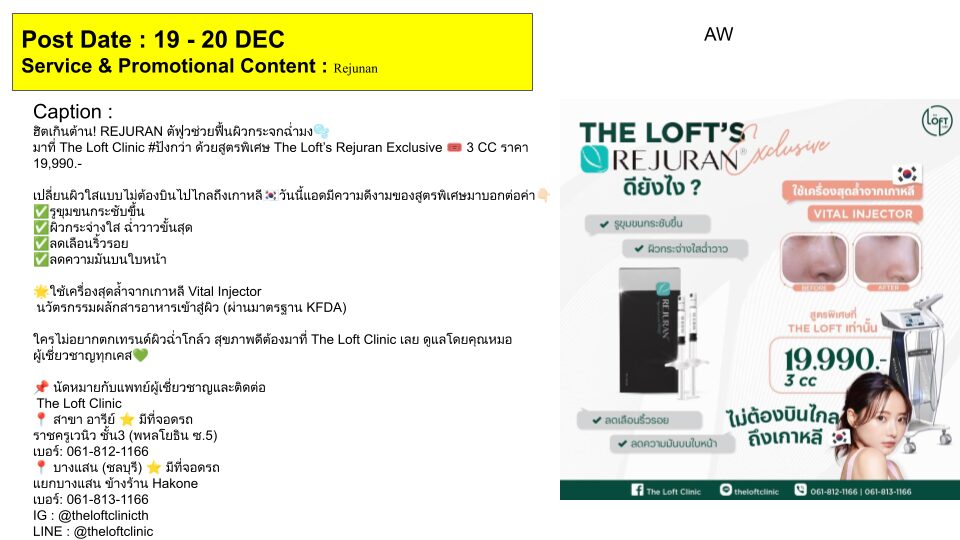 Post Date : 19 - 20 DEC
Service & Promotional Content : Rejunan
AW
Caption :
ฮิตเกินต้าน! REJURAN ตัฟูวช่วยฟื้นผิวกระจกฉ่ำมง🫧
มาที่ The Loft Clinic #ปังกว่า ด้วยสูตรพิเศษ The Loft's Rejuran Exclusive 🎟️ 3 CC ราคา
19,990.-
เปลี่ยนผิวใสแบบไม่ต้องบินไปไกลถึงเกาหลี🇰🇷วันนี้แอดมีความดีงามของสูตรพิเศษมาบอกต่อค่า👇🏻
✅รูขุมขนกระชับขึ้น
✅ผิวกระจ่างใส ฉ่ำวาวขั้นสุด
✅ลดเลือนริ้วรอย
✅ลดความมันบนใบหน้า
🌟ใช้เครื่องสุดล้ำจากเกาหลี Vital Injector
นวัตรกรรมผลักสารอาหารเข้าสู่ผิว (ผ่านมาตรฐาน KFDA)
ใครไม่อยากตกเทรนด์ผิวฉ่ำโกล์ว สุขภาพดีต้องมาที่ The Loft Clinic เลย ดูแลโดยคุณหมอ
ผู้เชี่ยวชาญทุกเคส💚
📌 นัดหมายกับแพทย์ผู้เชี่ยวชาญและติดต่อ
The Loft Clinic
📍 สาขา อารีย์ ⭐ มีที่จอดรถ
ราชครูเวนิว ชั้น3 (พหลโยธิน ซ.5)
เบอร์: 061-812-1166
📍 บางแสน (ชลบุรี) ⭐ มีที่จอดรถ
แยกบางแสน ข้างร้าน Hakone
เบอร์: 061-813-1166
IG : @theloftclinicth
LINE : @theloftclinic
THE LOFT'S
REJURAN® Exclusive
ดียังไง ?
LOFT
ใช้เครื่องสุดล้ำจากเกาหลี
VITAL INJECTOR
รูขุมขนกระชับขึ้น
ผิวกระจ่างใสฉ่ำวาว
BEFORE
AFTER
REJURAN
สูตรพิเศษที่
THE LOFT เท่านั้น
19.990.-
3 cc
ลดเลือนริ้วรอย
ลดความมันบนใบหน้า
ไม่ต้องบินไกล
ถึงเกาหลี
The Loft Clinic
theloftclinic
061-812-1166 | 061-813-1166